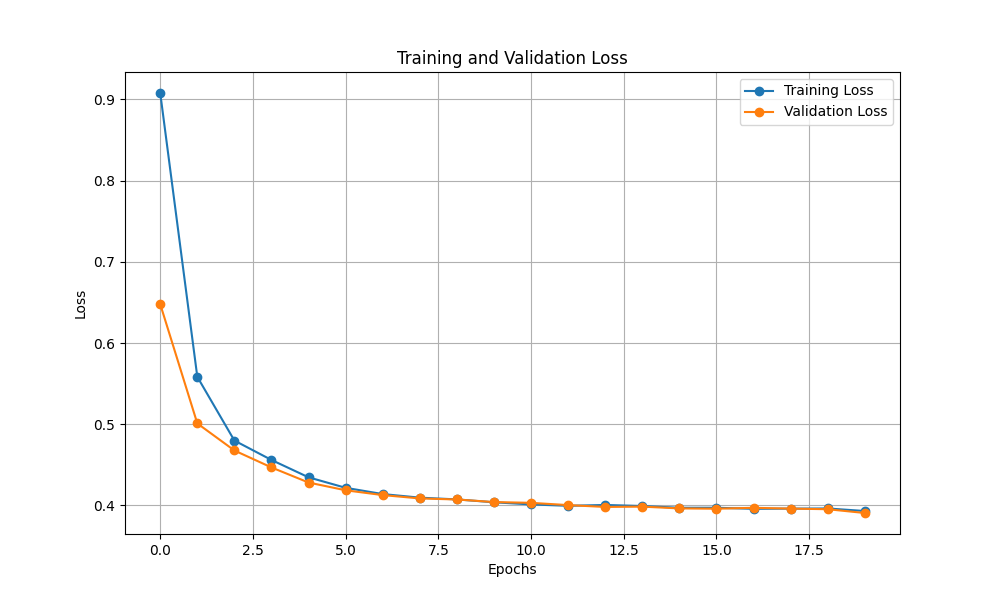 Training and Validation Loss
Training Loss
Validation Loss
0.9
0.8
0.7
0.6
0.5
0.4
Loss
0.0 2.5 5.0 7.5 10.0 12.5 15.0 17.5
Epochs